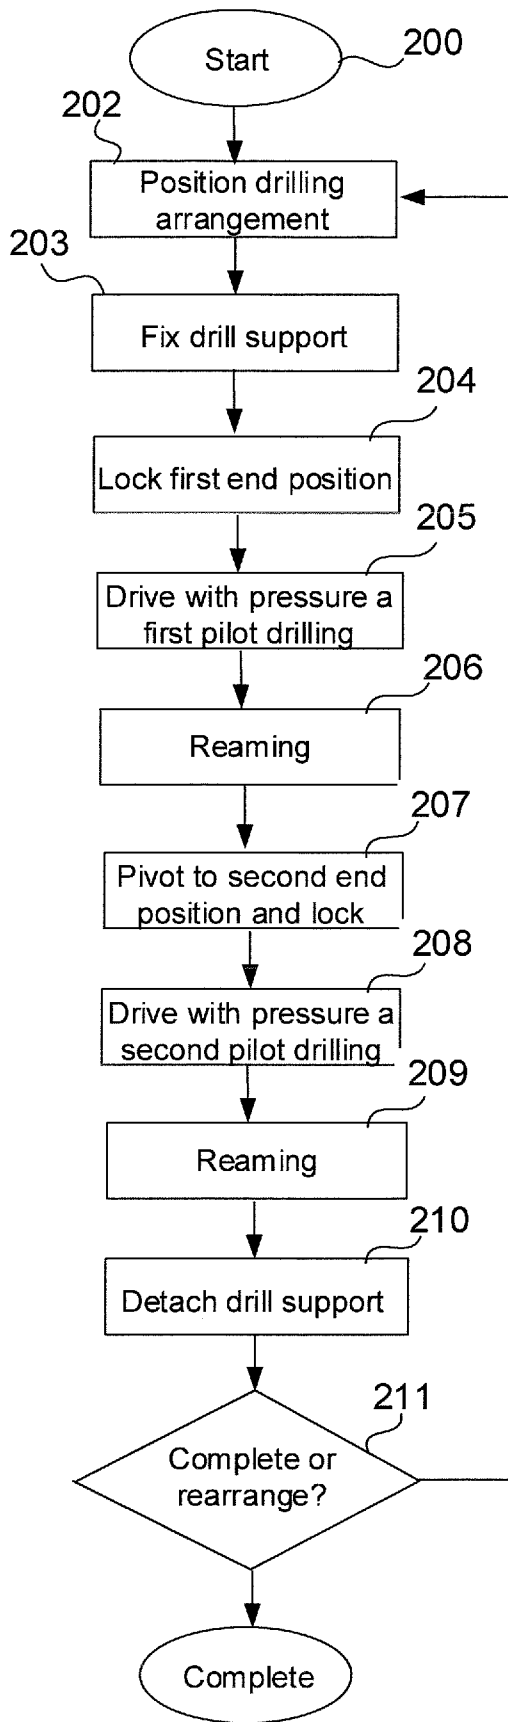 Start
200
202
Position drilling
arrangement
203
Fix drill support
204
Lock first end position
205
Drive with pressure a
first pilot drilling
206
Reaming
207
Pivot to second end
position and lock
208
Drive with pressure a
second pilot drilling
209
Reaming
210
Detach drill support
211
Complete or
rearrange?
Complete